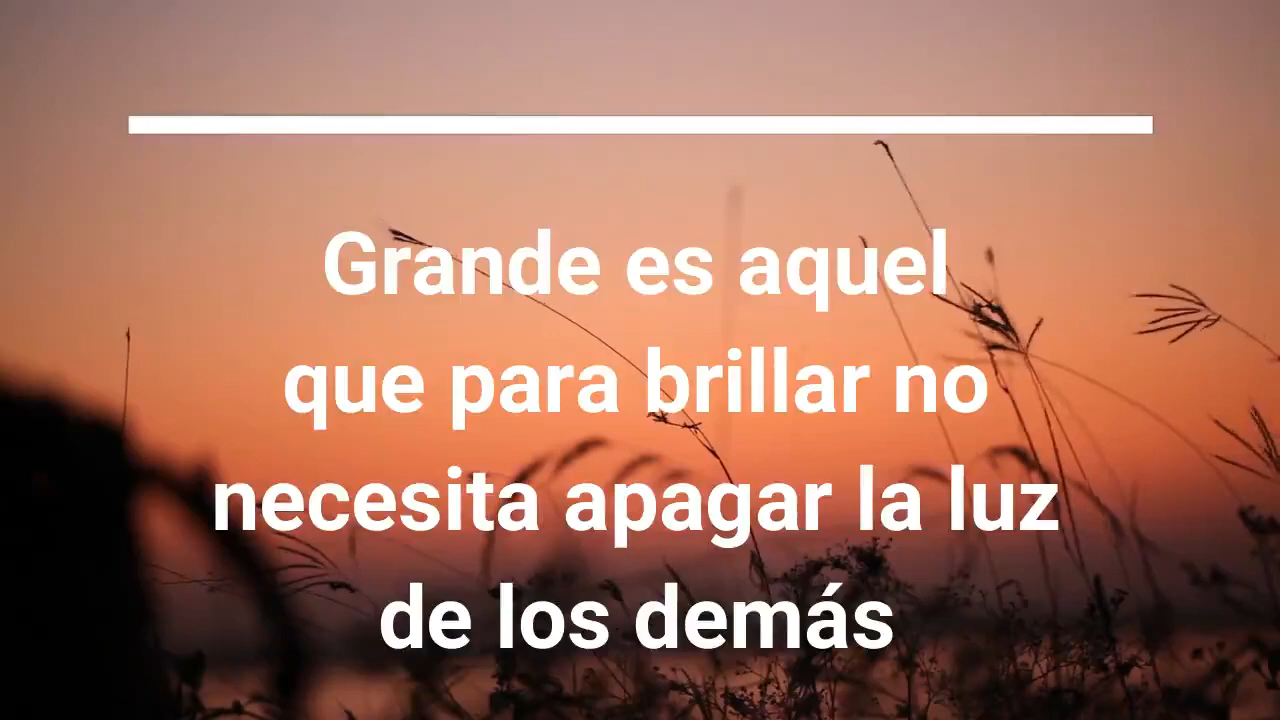 Grande es aquel
que para brillar no
necesita apagar la luz
de los demás